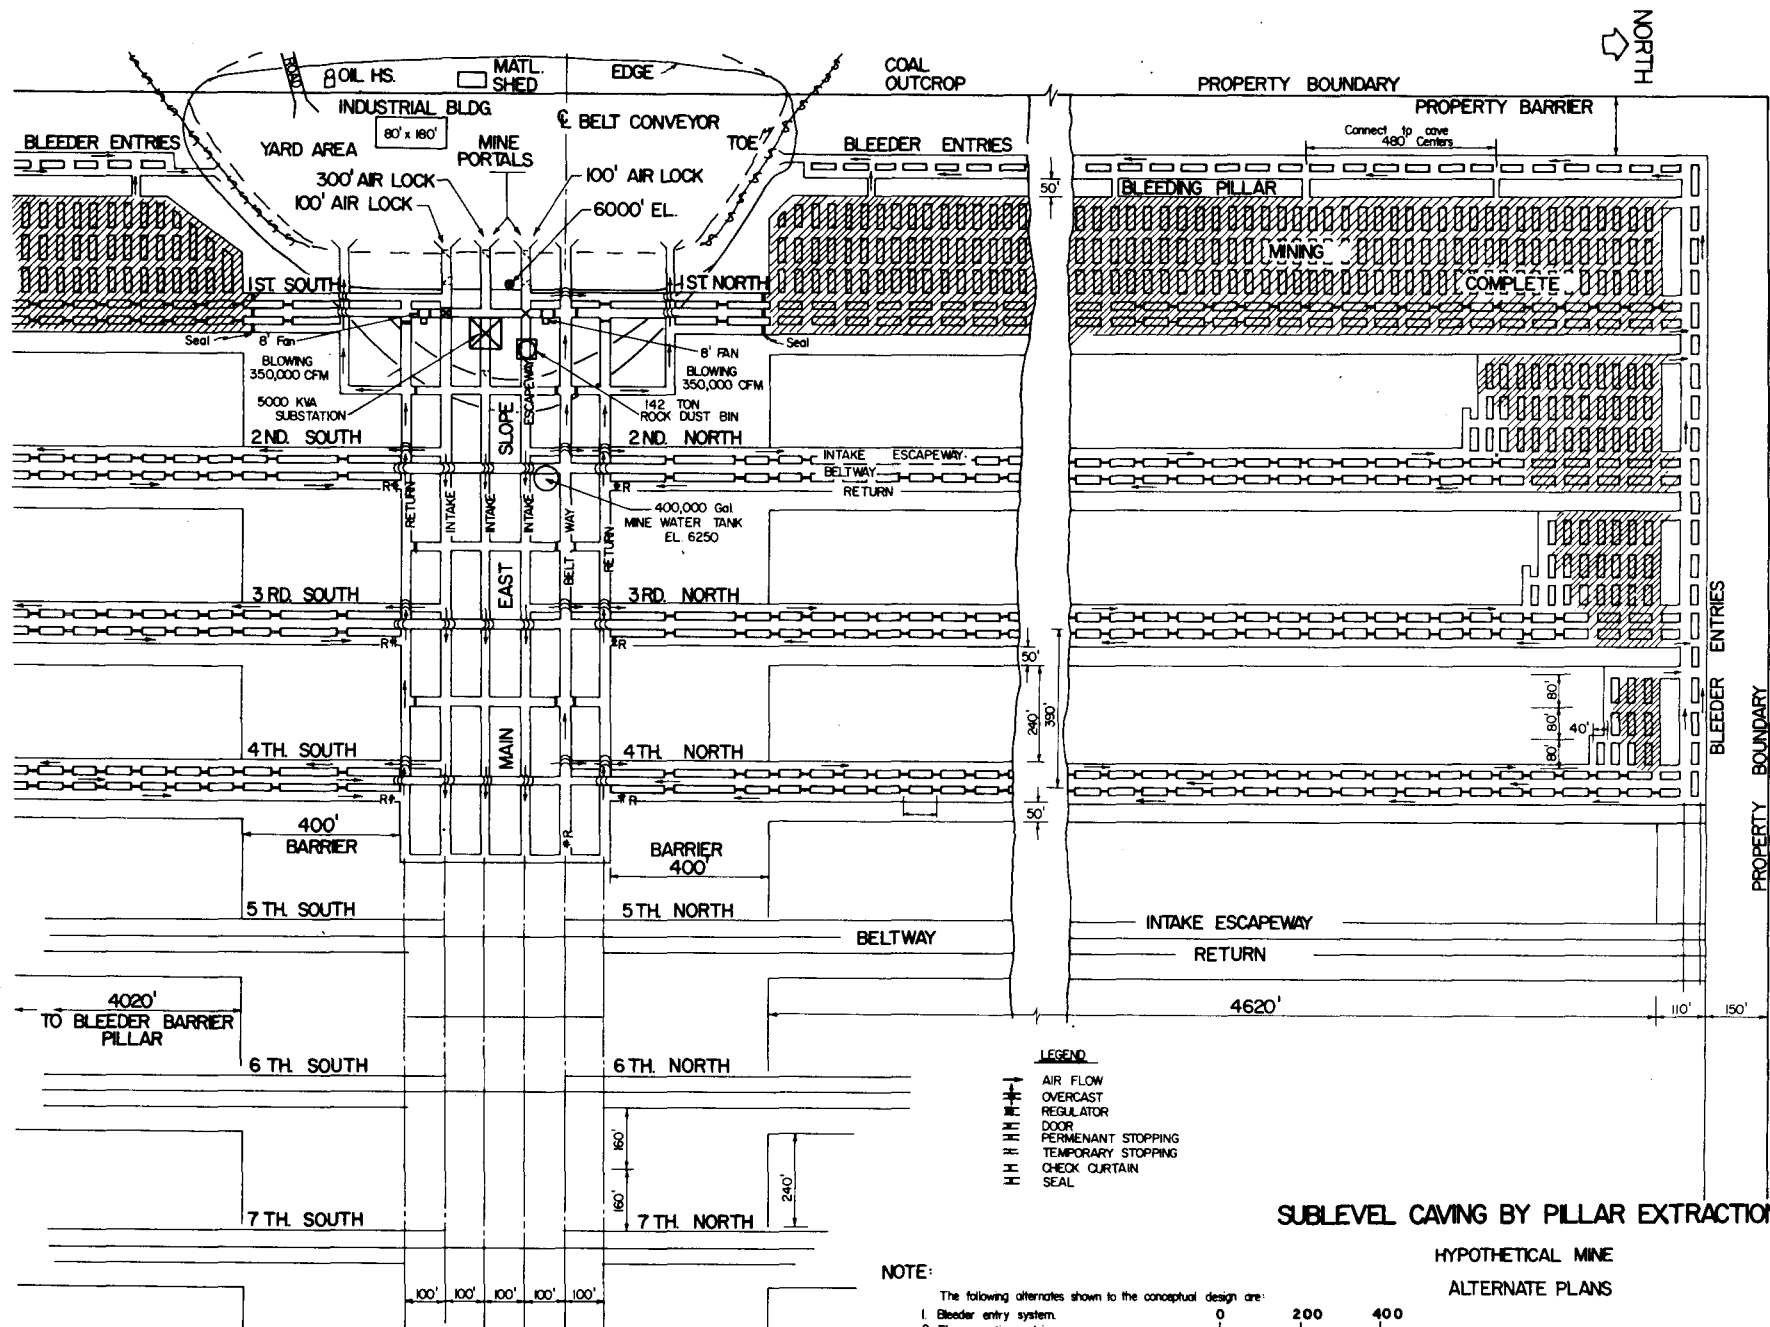 NORTH
ROAD
OIL HS.
MATL.
SHED
EDGE
COAL
OUTCROP
PROPERTY BOUNDARY
PROPERTY BARRIER
INDUSTRIAL BLDG.
80' x 180'
℄ BELT CONVEYOR
Connect to cave
480' Centers
BLEEDER ENTRIES
YARD AREA
MINE
PORTALS
TOE
BLEEDER ENTRIES
300' AIR LOCK
100' AIR LOCK
100' AIR LOCK
6000' EL.
50'
BLEEDING PILLAR
MINING
COMPLETE
1ST. SOUTH
1ST. NORTH
Seal
8' Fan
BLOWING
350,000 CFM
8' FAN
BLOWING
350,000 CFM
Seal
5000 KVA
SUBSTATION
ESCAPEWAY
142 TON
ROCK DUST BIN
SLOPE
2ND. SOUTH
2ND. NORTH
INTAKE ESCAPEWAY
BELTWAY
RETURN
R
R
RETURN
INTAKE
INTAKE
INTAKE
WAY
RETURN
400,000 Gal.
MINE WATER TANK
EL. 6250
BELT
EAST
3 RD. SOUTH
3RD. NORTH
R
R
50'
240'
390'
80'
80'
80'
40'
BLEEDER ENTRIES
PROPERTY BOUNDARY
MAIN
4TH. SOUTH
4TH. NORTH
R
R
50'
400'
BARRIER
R
BARRIER
400'
5 TH. SOUTH
5 TH. NORTH
INTAKE ESCAPEWAY
BELTWAY
RETURN
4020'
TO BLEEDER BARRIER
PILLAR
4620'
110'
150'
6 TH. SOUTH
6 TH. NORTH
LEGEND
AIR FLOW
OVERCAST
REGULATOR
DOOR
PERMENANT STOPPING
TEMPORARY STOPPING
CHECK CURTAIN
SEAL
160'
160'
240'
7 TH. SOUTH
7 TH. NORTH
SUBLEVEL CAVING BY PILLAR EXTRACTION
HYPOTHETICAL MINE
ALTERNATE PLANS
100'
100'
100'
100'
100'
NOTE:
The following alternates shown to the conceptual design are:
1. Bleeder entry system.
0 200 400